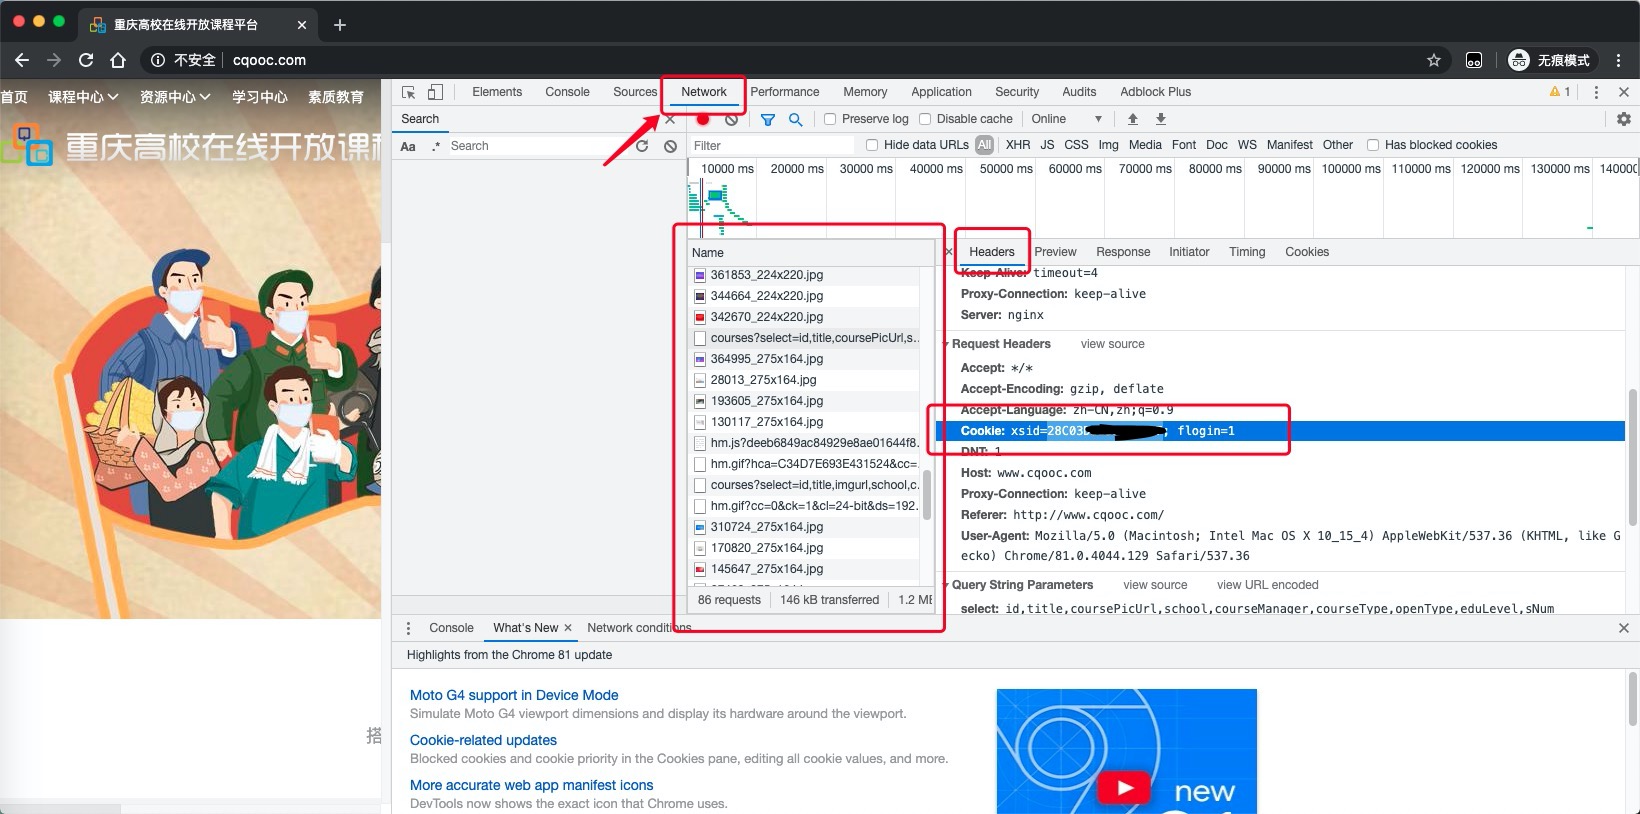 重庆高校在线开放课程平台
不安全 cqooc.com
无痕模式
首页 课程中心 资源中心 学习中心 素质教育
重庆高校在线开放课
搭
Elements Console Sources Network Performance Memory Application Security Audits Adblock Plus 1
Search
Preserve log Disable cache Online
Aa .* Search
Filter Hide data URLs All XHR JS CSS Img Media Font Doc WS Manifest Other Has blocked cookies
10000 ms 20000 ms 30000 ms 40000 ms 50000 ms 60000 ms 70000 ms 80000 ms 90000 ms 100000 ms 110000 ms 120000 ms 130000 ms 14000
Name
361853_224x220.jpg
344664_224x220.jpg
342670_224x220.jpg
courses?select=id,title,coursePicUrl,s…
364995_275x164.jpg
28013_275x164.jpg
193605_275x164.jpg
130117_275x164.jpg
hm.js?deeb6849ac84929e8ae01644f8…
hm.gif?hca=C34D7E693E431524&cc=…
courses?select=id,title,imgurl,school,c…
hm.gif?cc=0&ck=1&cl=24-bit&ds=192…
310724_275x164.jpg
170820_275x164.jpg
145647_275x164.jpg
86 requests 146 kB transferred 1.2 M
Headers Preview Response Initiator Timing Cookies
Keep-Alive: timeout=4
Proxy-Connection: keep-alive
Server: nginx
Request Headers view source
Accept: */*
Accept-Encoding: gzip, deflate
Accept-Language: zh-CN,zh;q=0.9
Cookie: xsid=28C03 ; flogin=1
DNT: 1
Host: www.cqooc.com
Proxy-Connection: keep-alive
Referer: http://www.cqooc.com/
User-Agent: Mozilla/5.0 (Macintosh; Intel Mac OS X 10_15_4) AppleWebKit/537.36 (KHTML, like G
ecko) Chrome/81.0.4044.129 Safari/537.36
Query String Parameters view source view URL encoded
select: id,title,coursePicUrl,school,courseManager,courseType,openType,eduLevel,sNum
Console What's New Network conditions
Highlights from the Chrome 81 update
Moto G4 support in Device Mode
Simulate Moto G4 viewport dimensions and display its hardware around the viewport.
Cookie-related updates
Blocked cookies and cookie priority in the Cookies pane, editing all cookie values, and more.
More accurate web app manifest icons
DevTools now shows the exact icon that Chrome uses.
new